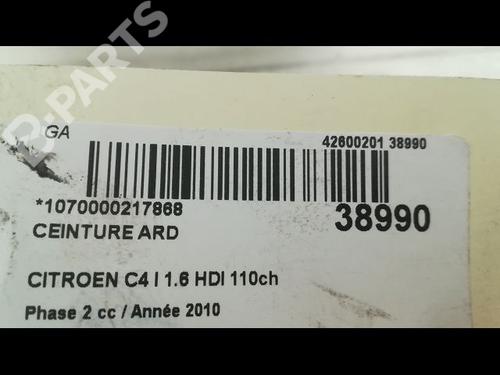 B-PARTS
GA
42600201 38990
*1070000217868
38990
CEINTURE ARD
CITROEN C4 I 1.6 HDI 110ch
Phase 2 cc / Année 2010